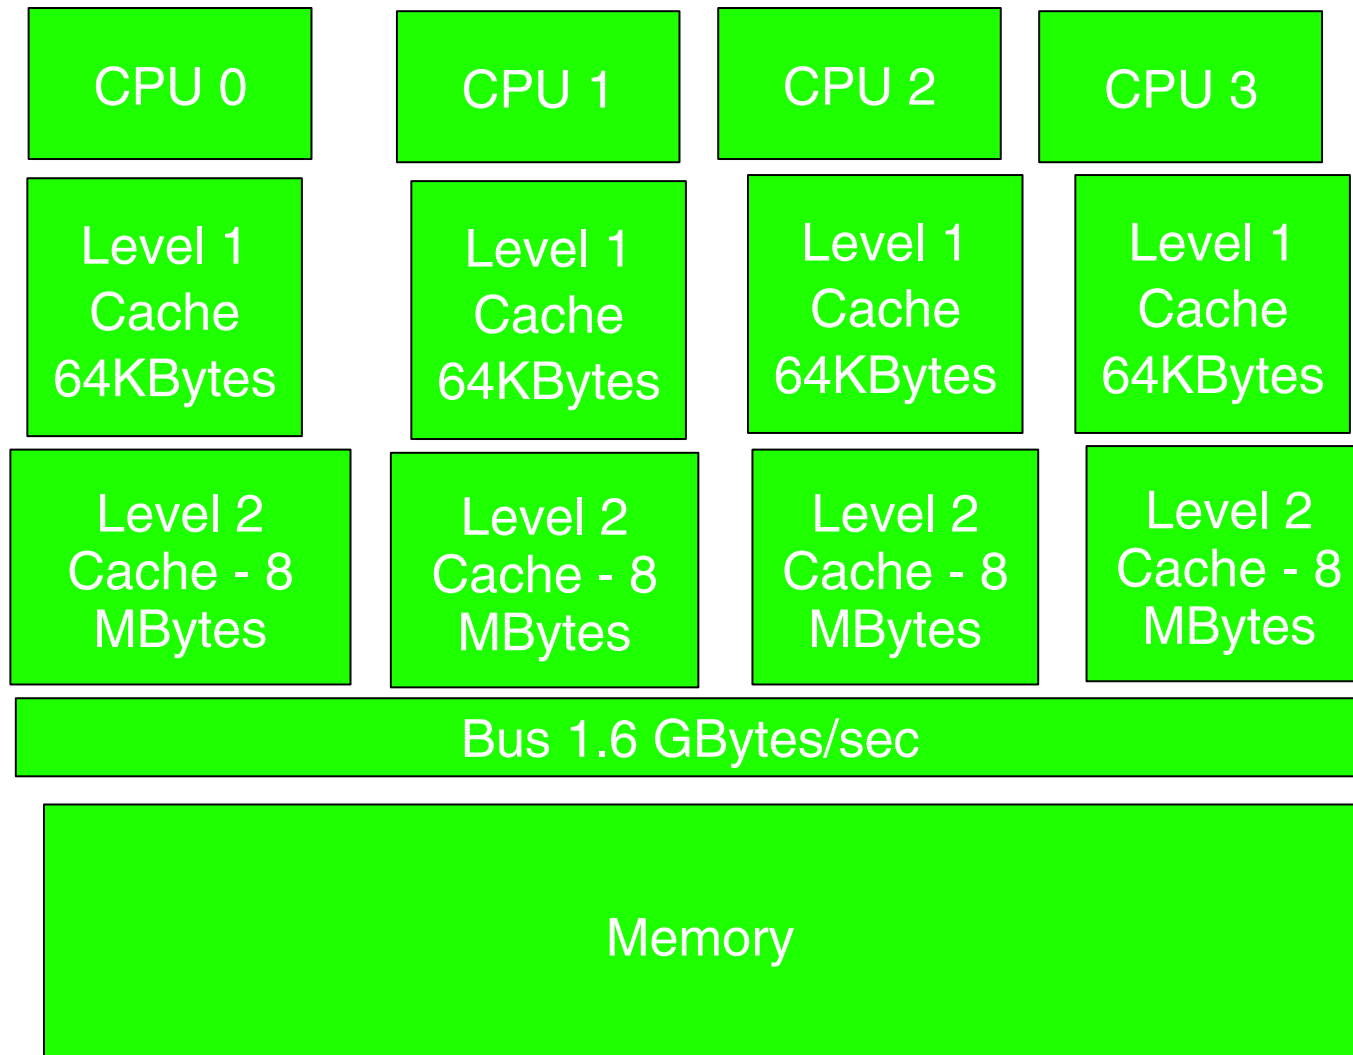 CPU 0
CPU 1
CPU 2
CPU 3
Level 1
Cache
64KBytes
Level 1
Cache
64KBytes
Level 1
Cache
64KBytes
Level 1
Cache
64KBytes
Level 2
Cache - 8
MBytes
Level 2
Cache - 8
MBytes
Level 2
Cache - 8
MBytes
Level 2
Cache - 8
MBytes
Bus 1.6 GBytes/sec
Memory